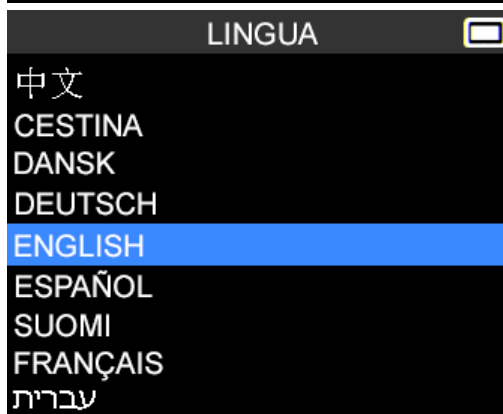 LINGUA
中文
CESTINA
DANSK
DEUTSCH
ENGLISH
ESPAÑOL
SUOMI
FRANÇAIS
עברית